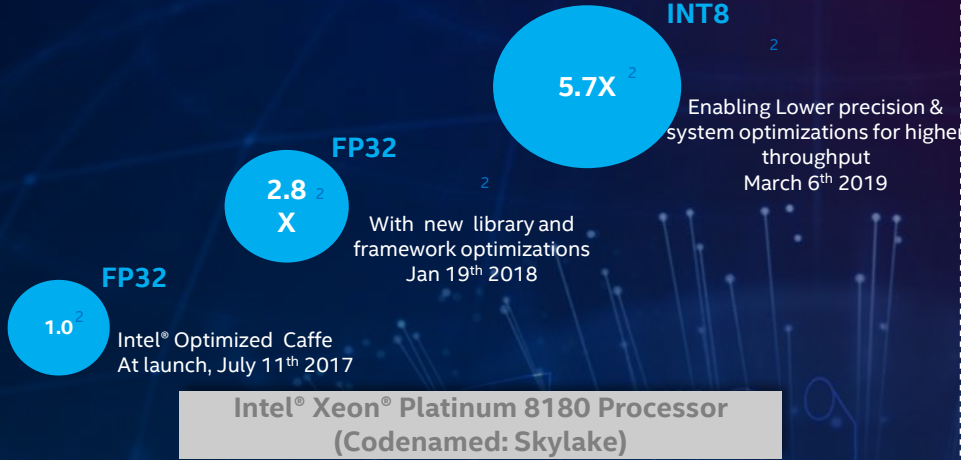 INT8
2
5.7X 2
Enabling Lower precision &
system optimizations for higher
throughput
March 6th 2019
FP32
2.8 2
X
2
With new library and
framework optimizations
Jan 19th 2018
FP32
1.0 2
Intel® Optimized Caffe
At launch, July 11th 2017
Intel® Xeon® Platinum 8180 Processor
(Codenamed: Skylake)